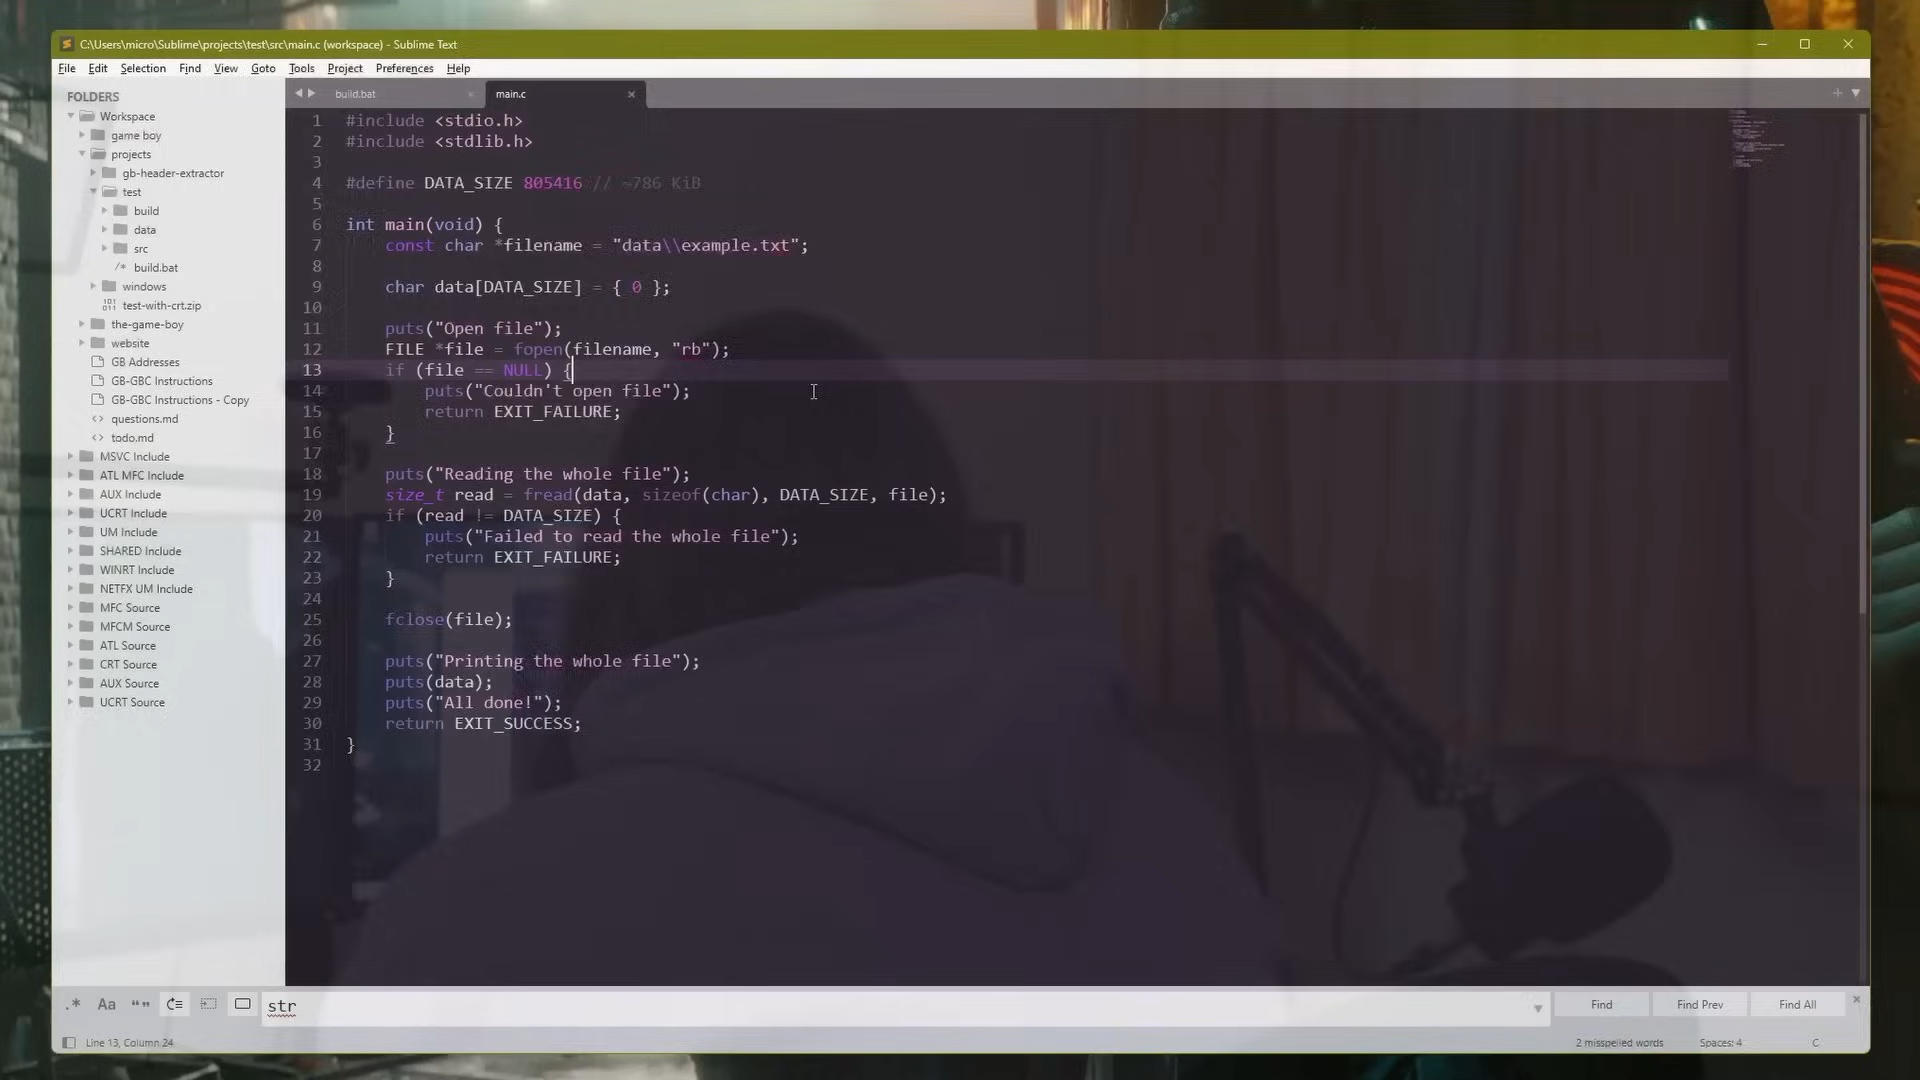 C:\Users\micro\Sublime\projects\test\src\main.c (workspace) - Sublime Text
File Edit Selection Find View Goto Tools Project Preferences Help
FOLDERS
Workspace
game boy
projects
gb-header-extractor
test
build
data
src
build.bat
windows
test-with-crt.zip
the-game-boy
website
GB Addresses
GB-GBC Instructions
GB-GBC Instructions - Copy
questions.md
todo.md
MSVC Include
ATL MFC Include
AUX Include
UCRT Include
UM Include
SHARED Include
WINRT Include
NETFX UM Include
MFC Source
MFCM Source
ATL Source
CRT Source
AUX Source
UCRT Source
build.bat
main.c
1 #include <stdio.h>
2 #include <stdlib.h>
3
4 #define DATA_SIZE 805416 // ~786 KiB
5
6 int main(void) {
7     const char *filename = "data\\example.txt";
8
9     char data[DATA_SIZE] = { 0 };
10
11     puts("Open file");
12     FILE *file = fopen(filename, "rb");
13     if (file == NULL) {
14         puts("Couldn't open file");
15         return EXIT_FAILURE;
16     }
17
18     puts("Reading the whole file");
19     size_t read = fread(data, sizeof(char), DATA_SIZE, file);
20     if (read != DATA_SIZE) {
21         puts("Failed to read the whole file");
22         return EXIT_FAILURE;
23     }
24
25     fclose(file);
26
27     puts("Printing the whole file");
28     puts(data);
29     puts("All done!");
30     return EXIT_SUCCESS;
31 }
32
.* Aa "" str Find Find Prev Find All
Line 13, Column 24 2 misspelled words Spaces: 4 C